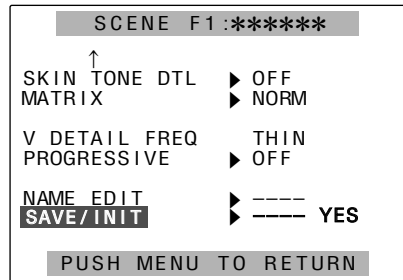 SCENE F1:✱✱✱✱✱✱
↑
SKIN TONE DTL ▶ OFF
MATRIX ▶ NORM
V DETAIL FREQ THIN
PROGRESSIVE ▶ OFF
NAME EDIT ▶ ----
SAVE/INIT ▶ ---- YES
PUSH MENU TO RETURN